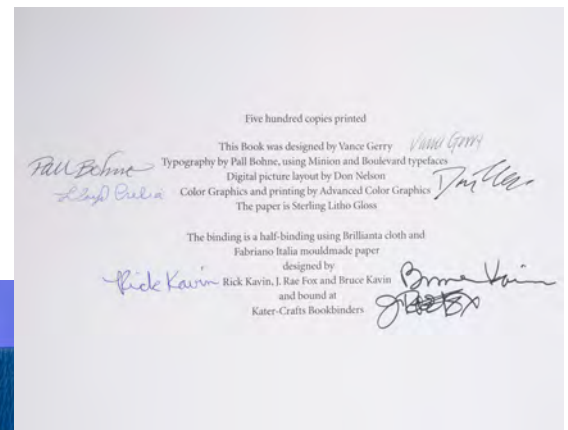 Five hundred copies printed
This Book was designed by Vance Gerry Vance Gerry
Pall Bohne Typography by Pall Bohne, using Minion and Boulevard typefaces
Digital picture layout by Don Nelson
Color Graphics and printing by Advanced Color Graphics
The paper is Sterling Litho Gloss
The binding is a half-binding using Brillianta cloth and
Fabriano Italia mouldmade paper
designed by
Rick Kavin Rick Kavin, J. Rae Fox and Bruce Kavin Bruce Kavin
and bound at
Kater-Crafts Bookbinders